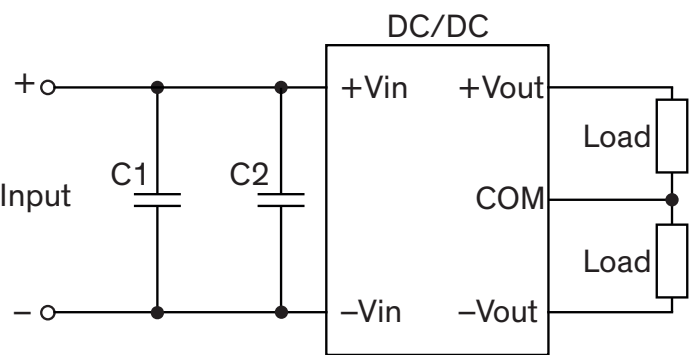 DC/DC
+
+Vin
+Vout
Load
C1
C2
Input
COM
Load
–
–Vin
–Vout